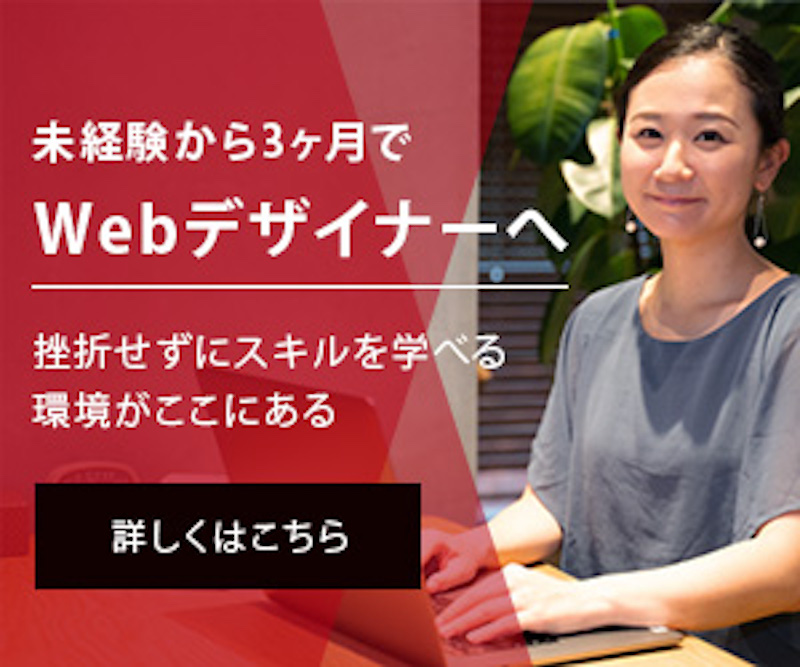 未経験から3ヶ月で
Webデザイナーへ
挫折せずにスキルを学べる
環境がここにある
詳しくはこちら